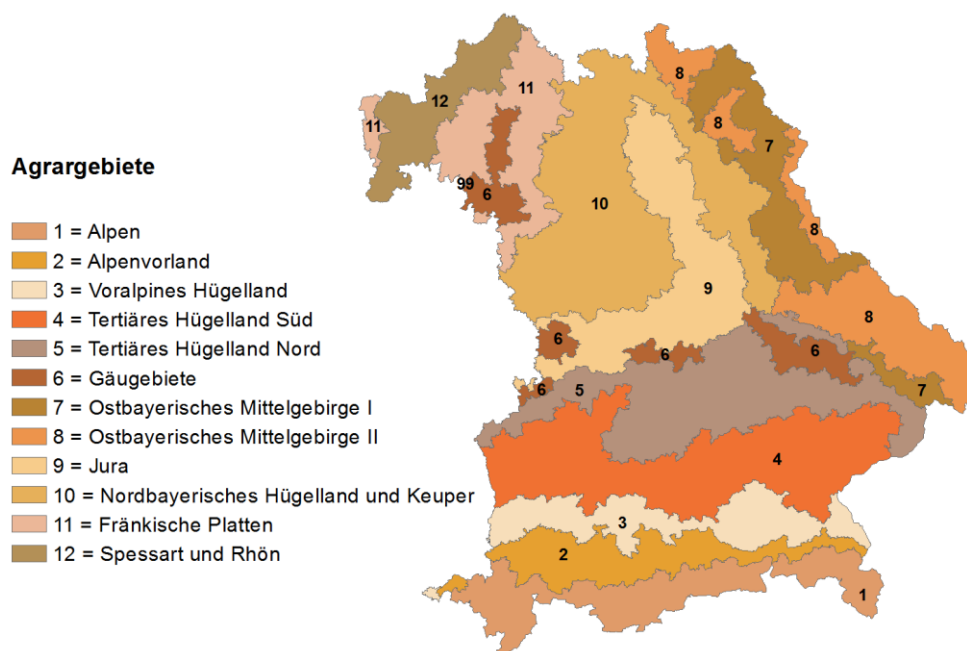 Agrargebiete
1 = Alpen
2 = Alpenvorland
3 = Voralpines Hügelland
4 = Tertiäres Hügelland Süd
5 = Tertiäres Hügelland Nord
6 = Gäugebiete
7 = Ostbayerisches Mittelgebirge I
8 = Ostbayerisches Mittelgebirge II
9 = Jura
10 = Nordbayerisches Hügelland und Keuper
11 = Fränkische Platten
12 = Spessart und Rhön
8
11
12
8
11
7
99
6
10
8
9
8
6
6
6
6
5
7
4
3
2
1